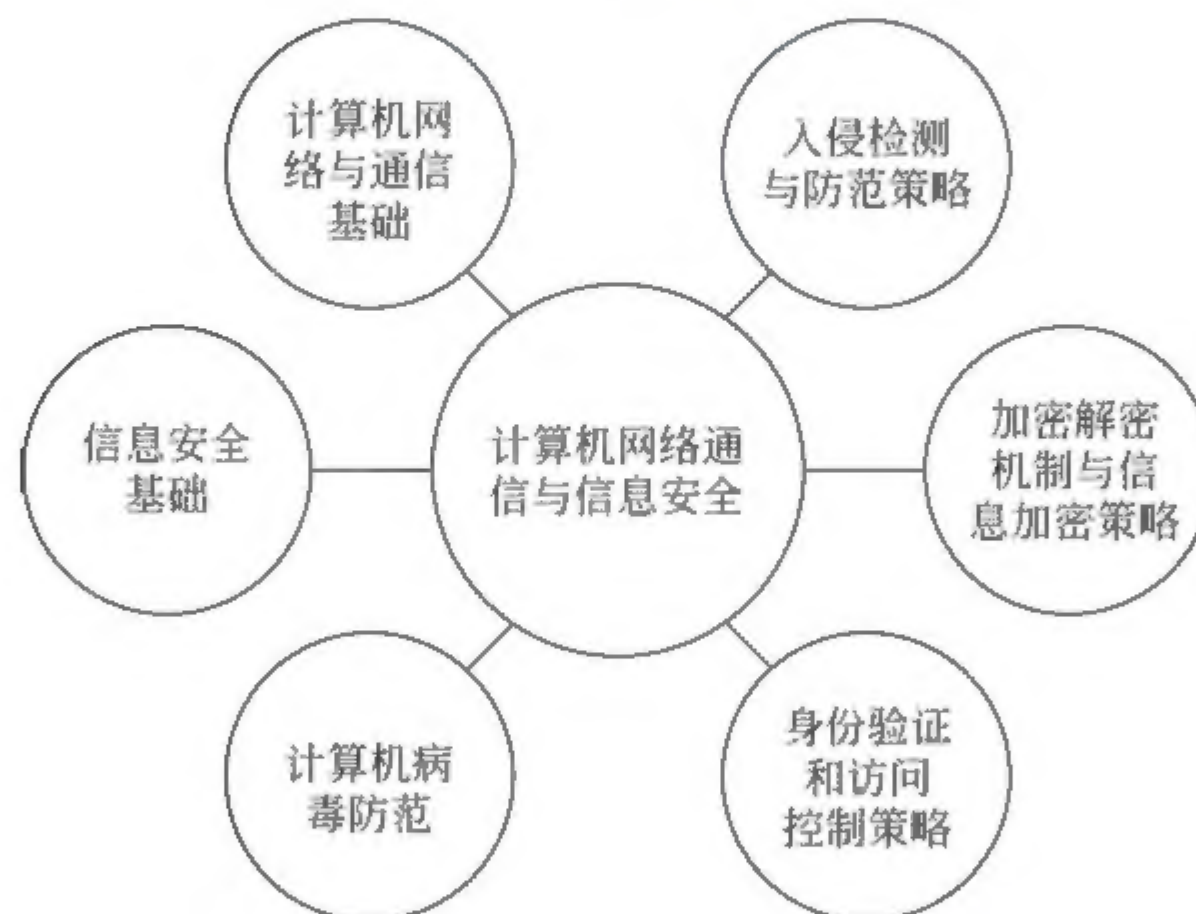 计算机网
络与通信
基础
入侵检测
与防范策略
信息安全
基础
计算机网络通
信与信息安全
加密解密
机制与信
息加密策略
计算机病
毒防范
身份验证
和访问
控制策略